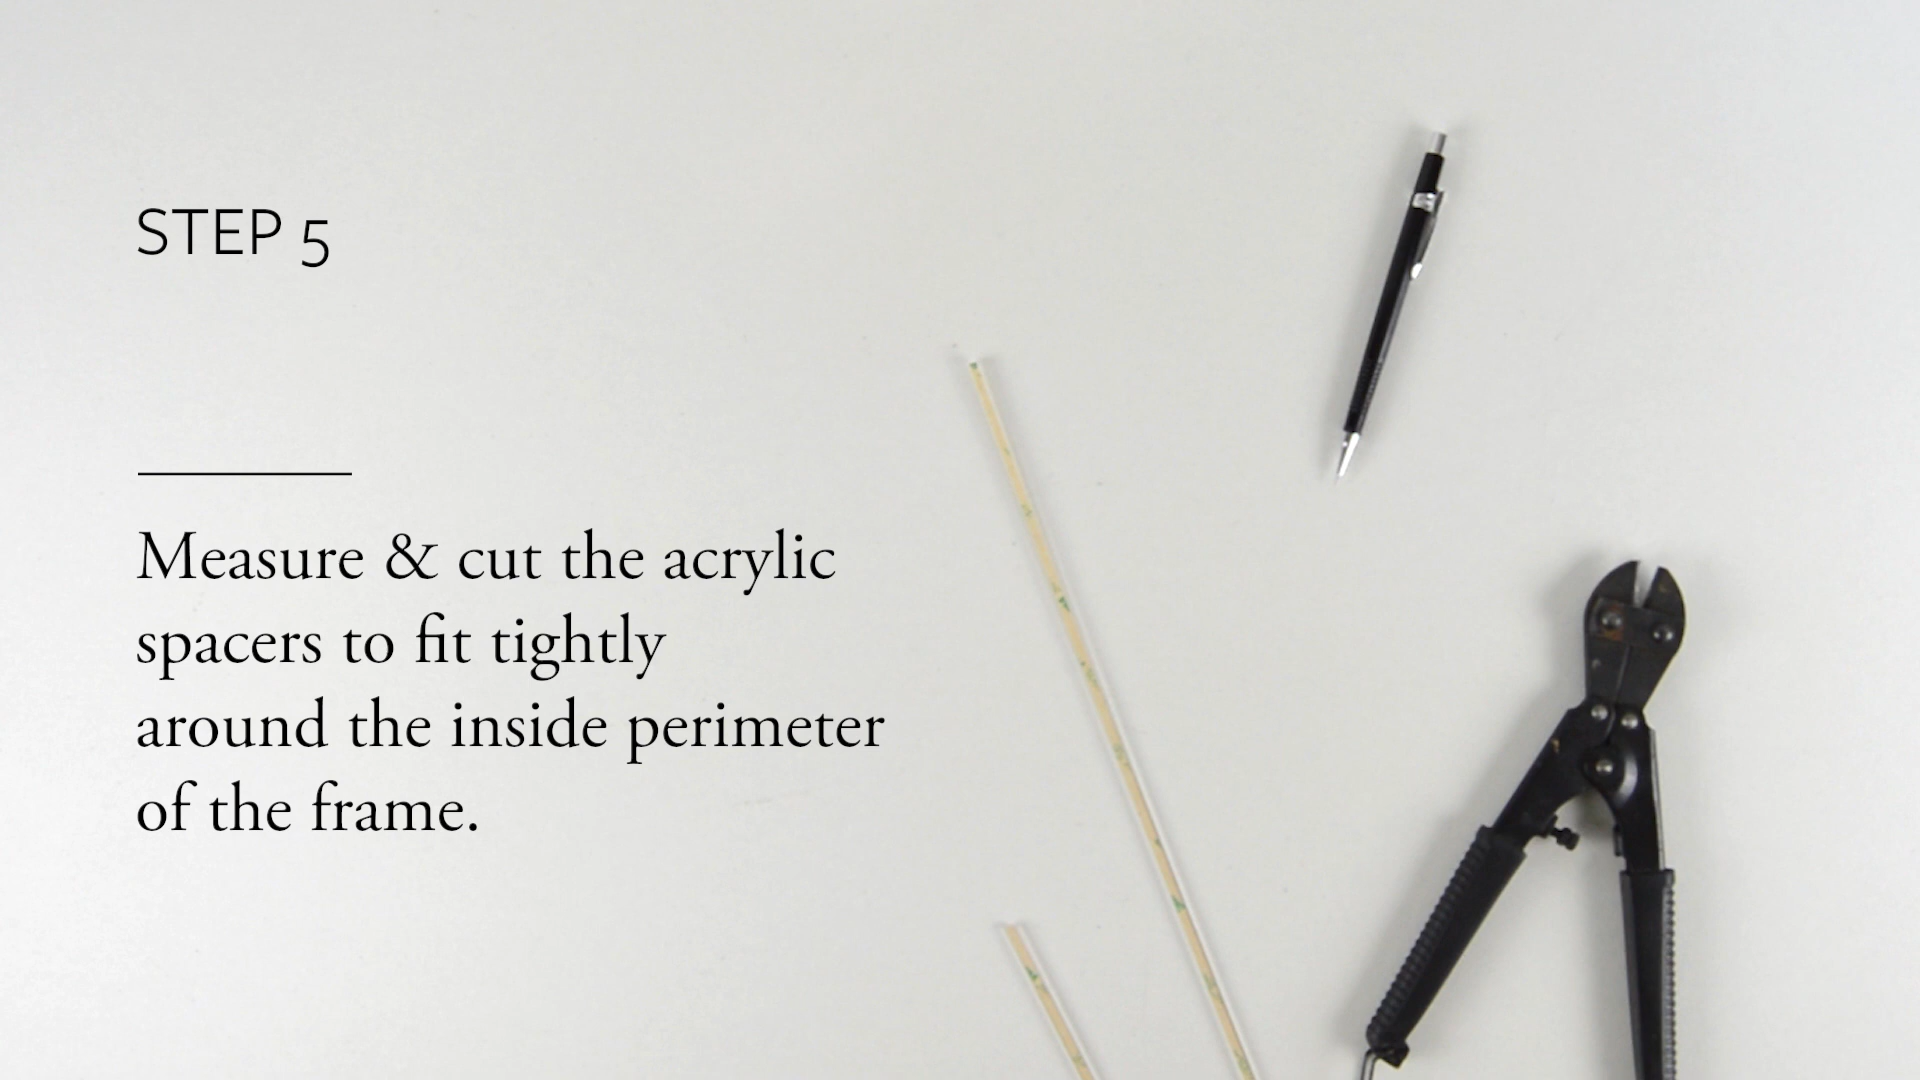 STEP 5
Measure & cut the acrylic
spacers to fit tightly
around the inside perimeter
of the frame.